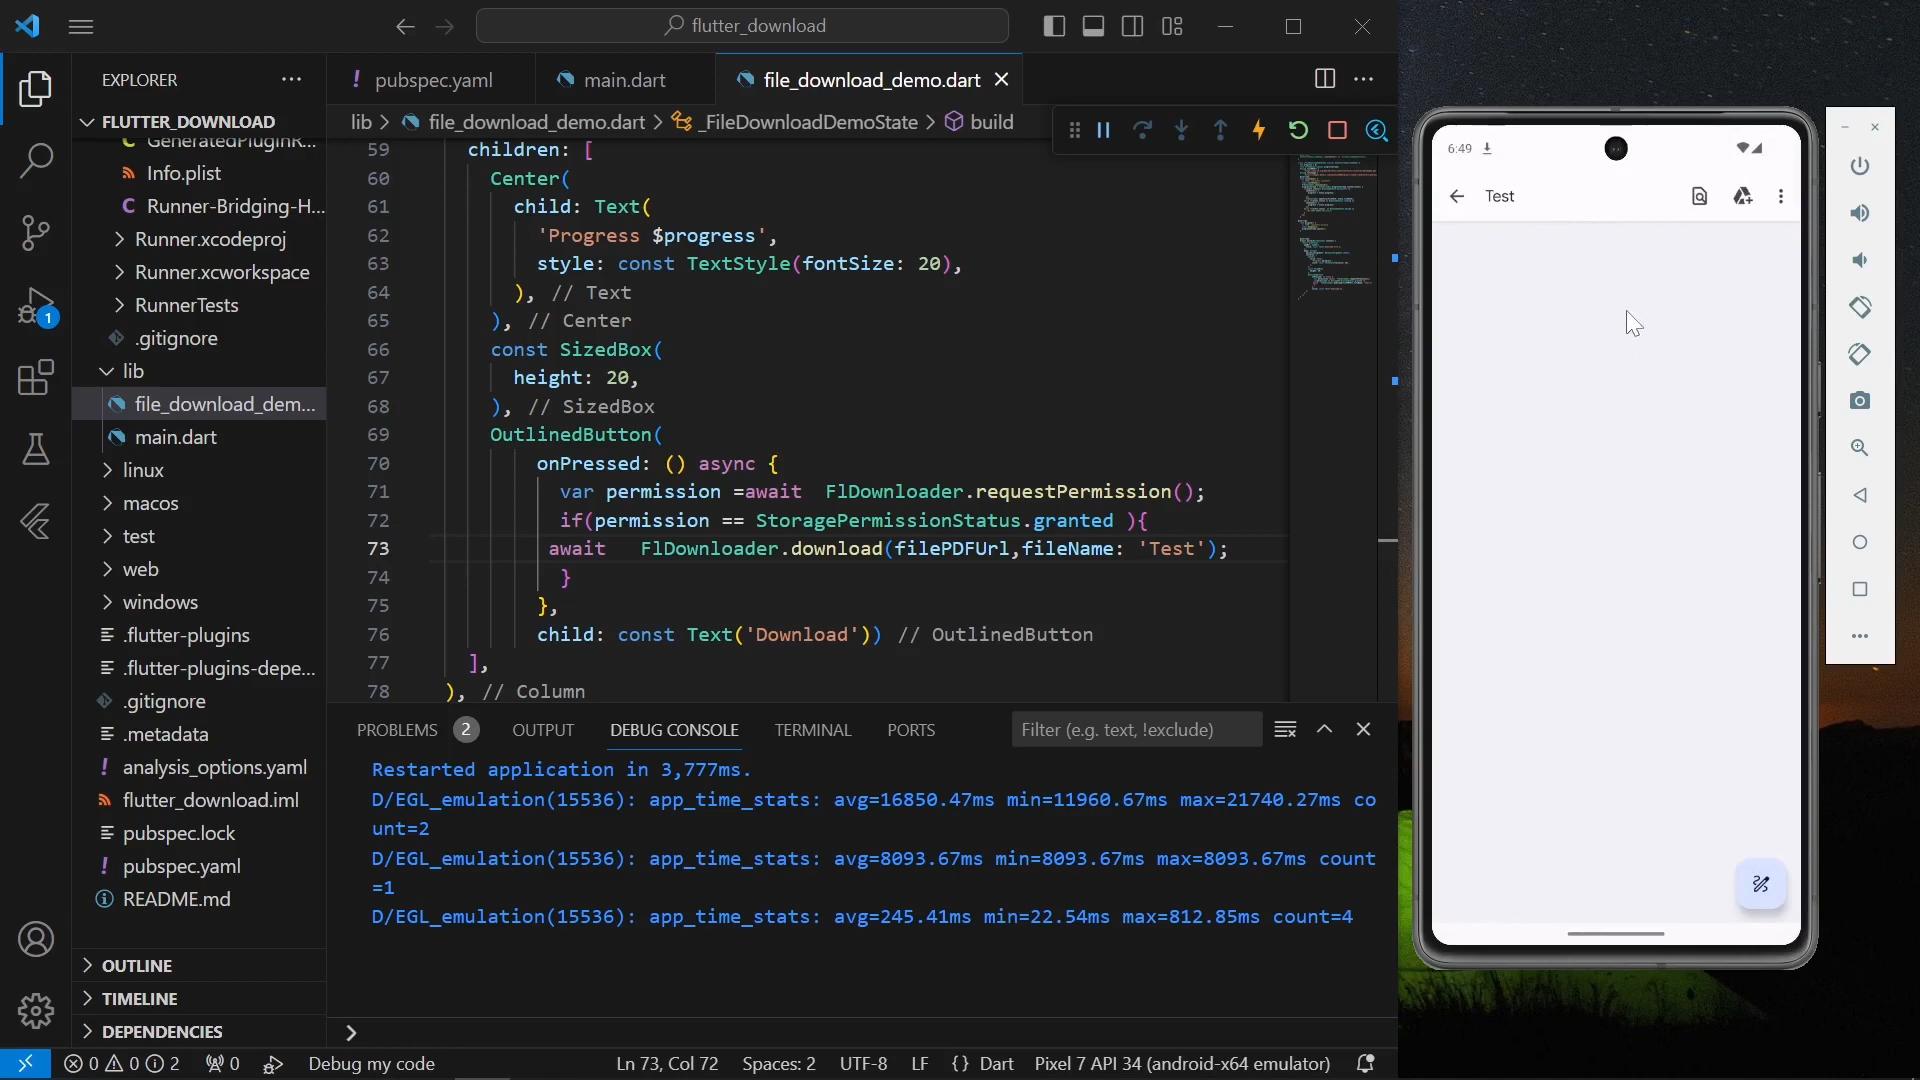 flutter_download
EXPLORER
FLUTTER_DOWNLOAD
GeneratedPluginR...
Info.plist
Runner-Bridging-H...
Runner.xcodeproj
Runner.xcworkspace
RunnerTests
.gitignore
lib
file_download_dem...
main.dart
linux
macos
test
web
windows
.flutter-plugins
.flutter-plugins-depe...
.gitignore
.metadata
analysis_options.yaml
flutter_download.iml
pubspec.lock
pubspec.yaml
README.md
OUTLINE
TIMELINE
DEPENDENCIES
1
pubspec.yaml
main.dart
file_download_demo.dart
lib > file_download_demo.dart > _FileDownloadDemoState > build
59 children: [
60 Center(
61 child: Text(
62 'Progress $progress',
63 style: const TextStyle(fontSize: 20),
64 ), // Text
65 ), // Center
66 const SizedBox(
67 height: 20,
68 ), // SizedBox
69 OutlinedButton(
70 onPressed: () async {
71 var permission =await  FlDownloader.requestPermission();
72 if(permission == StoragePermissionStatus.granted ){
73 await   FlDownloader.download(filePDFUrl,fileName: 'Test');
74 }
75 },
76 child: const Text('Download')) // OutlinedButton
77 ],
78 ), // Column
PROBLEMS 2 OUTPUT DEBUG CONSOLE TERMINAL PORTS Filter (e.g. text, !exclude)
Restarted application in 3,777ms.
D/EGL_emulation(15536): app_time_stats: avg=16850.47ms min=11960.67ms max=21740.27ms co
unt=2
D/EGL_emulation(15536): app_time_stats: avg=8093.67ms min=8093.67ms max=8093.67ms count
=1
D/EGL_emulation(15536): app_time_stats: avg=245.41ms min=22.54ms max=812.85ms count=4
0 0 2 0 Debug my code Ln 73, Col 72 Spaces: 2 UTF-8 LF {} Dart Pixel 7 API 34 (android-x64 emulator)
6:49
Test